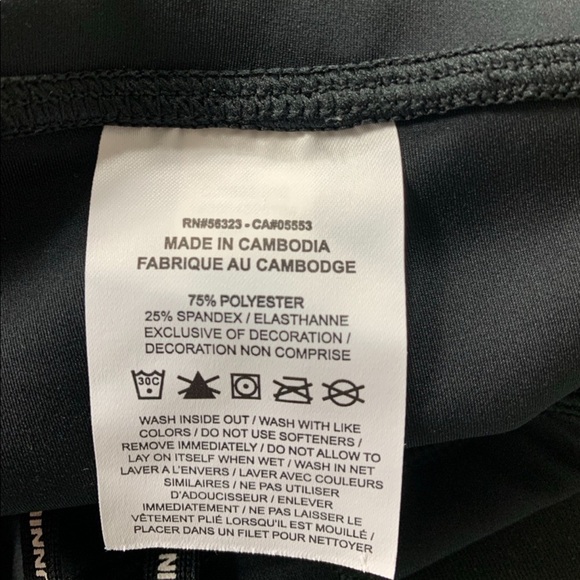 RN#56323 - CA#05553
MADE IN CAMBODIA
FABRIQUE AU CAMBODGE
75% POLYESTER
25% SPANDEX / ELASTHANNE
EXCLUSIVE OF DECORATION /
DECORATION NON COMPRISE
30C
WASH INSIDE OUT / WASH WITH LIKE
COLORS / DO NOT USE SOFTENERS /
REMOVE IMMEDIATELY / DO NOT ALLOW TO
LAY ON ITSELF WHEN WET / WASH IN NET
LAVER A L'ENVERS / LAVER AVEC COULEURS
SIMILAIRES / NE PAS UTILISER
D'ADOUCISSEUR / ENLEVER
IMMEDIATEMENT / NE PAS LAISSER LE
VÊTEMENT PLIÉ LORSQU'IL EST MOUILLÉ /
PLACER DANS UN FILET POUR NETTOYER